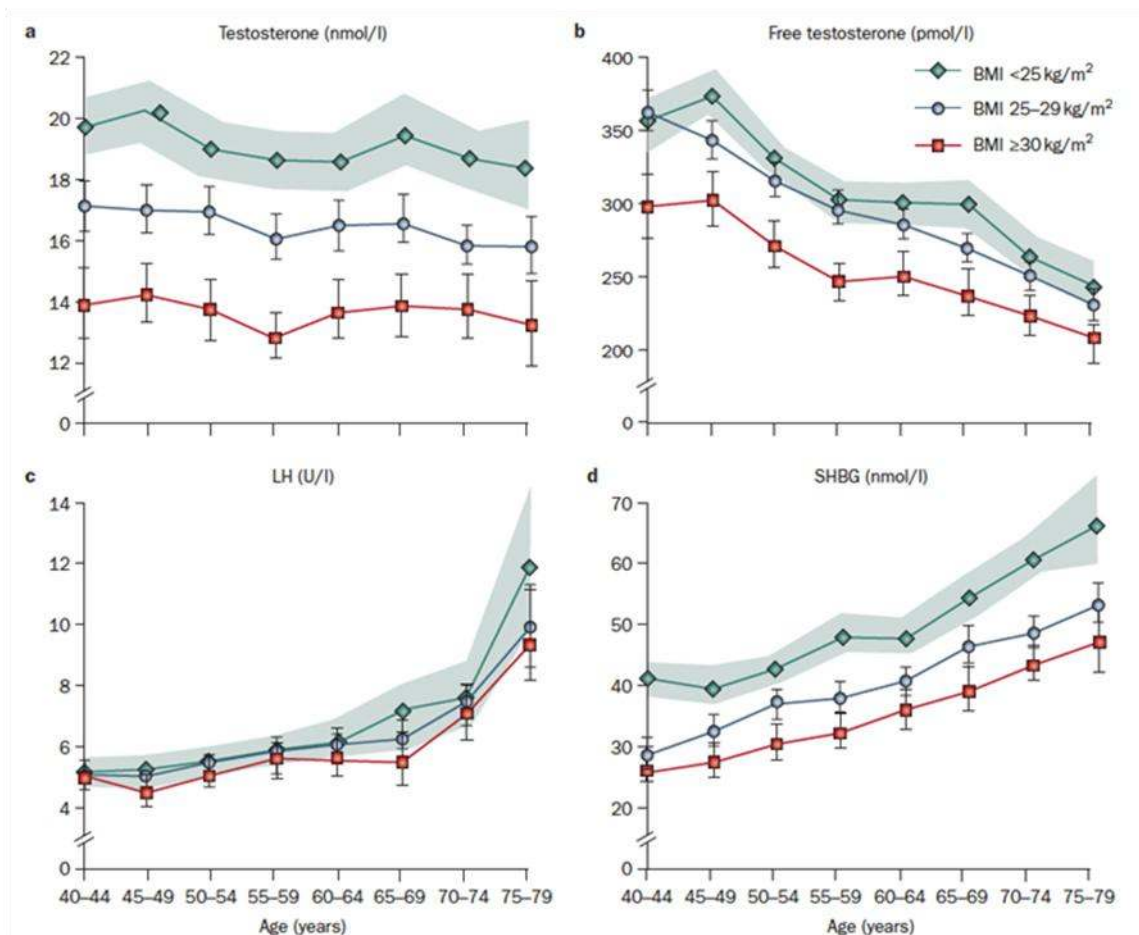 a Testosterone (nmol/l)
22
20
18
16
14
12
0
b Free testosterone (pmol/l)
400
350
300
250
200
0
BMI <25 kg/m²
BMI 25–29 kg/m²
BMI ≥30 kg/m²
c LH (U/l)
14
12
10
8
6
4
0
40–44 45–49 50–54 55–59 60–64 65–69 70–74 75–79
Age (years)
d SHBG (nmol/l)
70
60
50
40
30
20
0
40–44 45–49 50–54 55–59 60–64 65–69 70–74 75–79
Age (years)